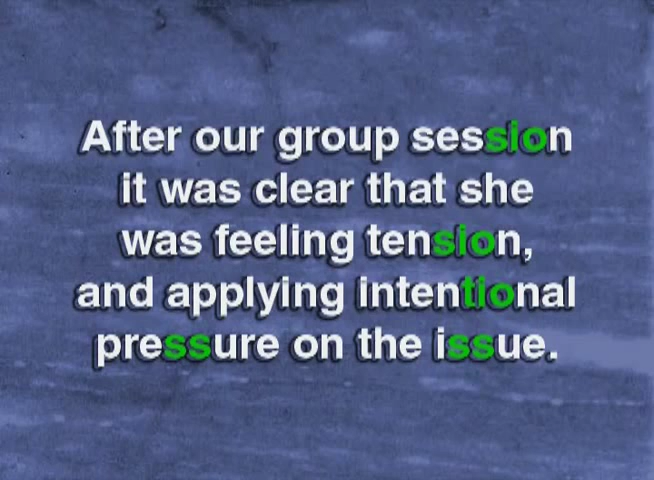 After our group session
it was clear that she
was feeling tension,
and applying intentional
pressure on the issue.